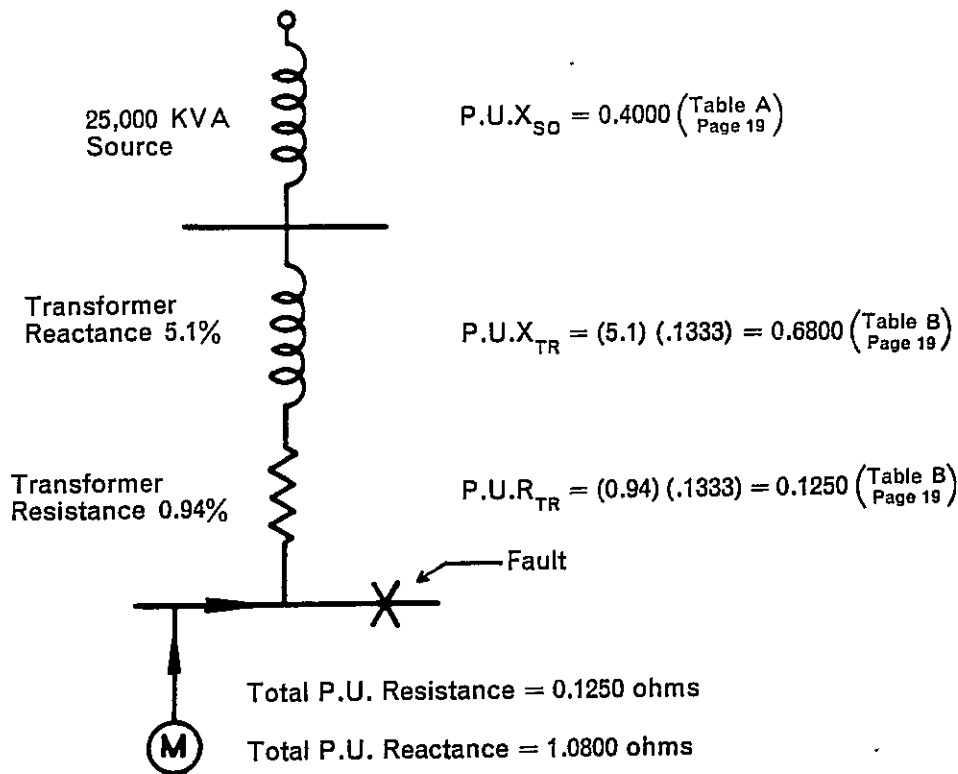 25,000 KVA
Source
P.U.X_SO = 0.4000 (Table A
Page 19)
Transformer
Reactance 5.1%
P.U.X_TR = (5.1) (.1333) = 0.6800 (Table B
Page 19)
Transformer
Resistance 0.94%
P.U.R_TR = (0.94) (.1333) = 0.1250 (Table B
Page 19)
Fault
Total P.U. Resistance = 0.1250 ohms
M
Total P.U. Reactance = 1.0800 ohms